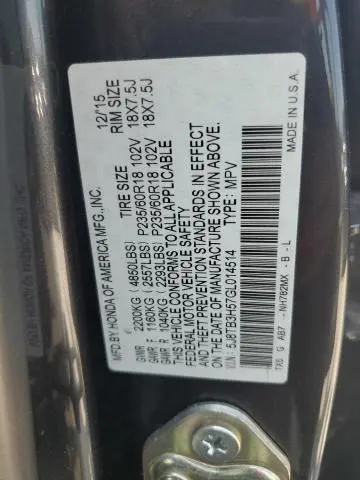 MFD.BY HONDA OF AMERICA MFG.,INC. 12/15
TIRE SIZE RIM SIZE
GVWR 2200KG (4850LBS) P235/60R18 102V 18X7.5J
GAWR F 1160KG (2557LBS) P235/60R18 102V 18X7.5J
GAWR R 1040KG (2293LBS)
THIS VEHICLE CONFORMS TO ALL APPLICABLE
FEDERAL MOTOR VEHICLE SAFETY, BUMPER, AND
THEFT PREVENTION STANDARDS IN EFFECT
ON THE DATE OF MANUFACTURE SHOWN ABOVE.
V.I.N.: 5J8TB3H57GL014514 TYPE: MPV
TX6 G AB7 - NH782MX - B - L
MADE IN U.S.A.